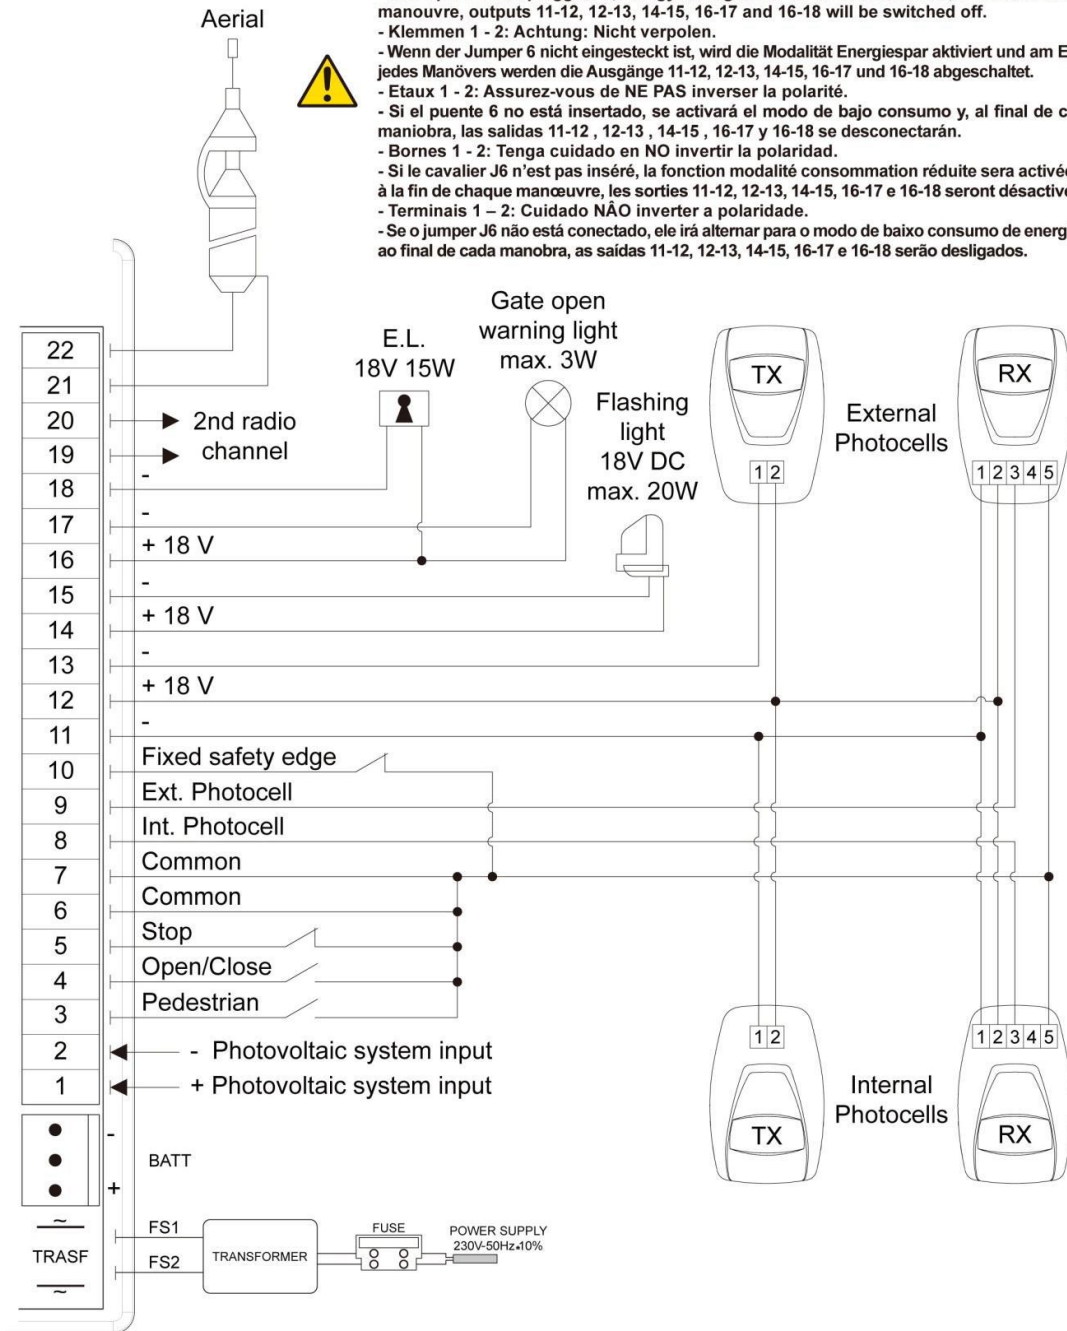 manouvre, outputs 11-12, 12-13, 14-15, 16-17 and 16-18 will be switched off.
- Klemmen 1 - 2: Achtung: Nicht verpolen.
- Wenn der Jumper 6 nicht eingesteckt ist, wird die Modalität Energiespar aktiviert und am E
jedes Manövers werden die Ausgänge 11-12, 12-13, 14-15, 16-17 und 16-18 abgeschaltet.
- Etaux 1 - 2: Assurez-vous de NE PAS inverser la polarité.
- Si el puente 6 no está insertado, se activará el modo de bajo consumo y, al final de c
maniobra, las salidas 11-12 , 12-13 , 14-15 , 16-17 y 16-18 se desconectarán.
- Bornes 1 - 2: Tenga cuidado en NO invertir la polaridad.
- Si le cavalier J6 n'est pas inséré, la fonction modalité consommation réduite sera activée
à la fin de chaque manœuvre, les sorties 11-12, 12-13, 14-15, 16-17 e 16-18 seront désactive
- Terminais 1 – 2: Cuidado NÂO inverter a polaridade.
- Se o jumper J6 não está conectado, ele irá alternar para o modo de baixo consumo de energ
ao final de cada manobra, as saídas 11-12, 12-13, 14-15, 16-17 e 16-18 serão desligados.
Aerial
E.L.
18V 15W
Gate open
warning light
max. 3W
Flashing
light
18V DC
max. 20W
TX
1 2
External
Photocells
RX
1 2 3 4 5
22
21
20
2nd radio
channel
19
18 -
17 -
16 + 18 V
15 -
14 + 18 V
13 -
12 + 18 V
11 -
10 Fixed safety edge
9 Ext. Photocell
8 Int. Photocell
7 Common
6 Common
5 Stop
4 Open/Close
3 Pedestrian
2 - Photovoltaic system input
1 + Photovoltaic system input
1 2
TX
Internal
Photocells
1 2 3 4 5
RX
-
BATT
+
~
TRASF
~
FS1
FS2
TRANSFORMER
FUSE
POWER SUPPLY
230V-50Hz 10%